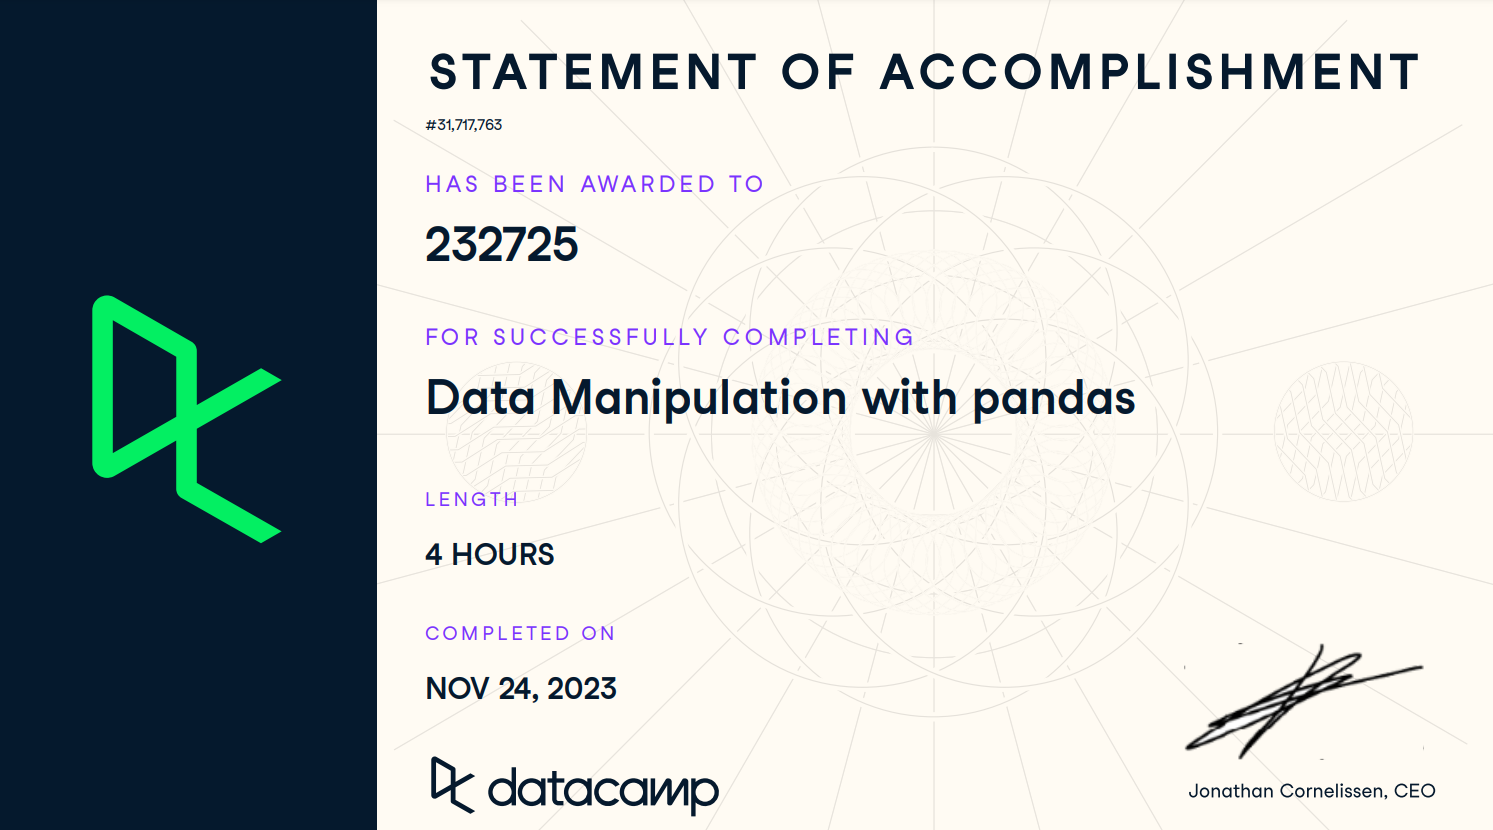 STATEMENT OF ACCOMPLISHMENT
#31,717,763
HAS BEEN AWARDED TO
232725
FOR SUCCESSFULLY COMPLETING
Data Manipulation with pandas
LENGTH
4 HOURS
COMPLETED ON
NOV 24, 2023
datacamp
Jonathan Cornelissen, CEO